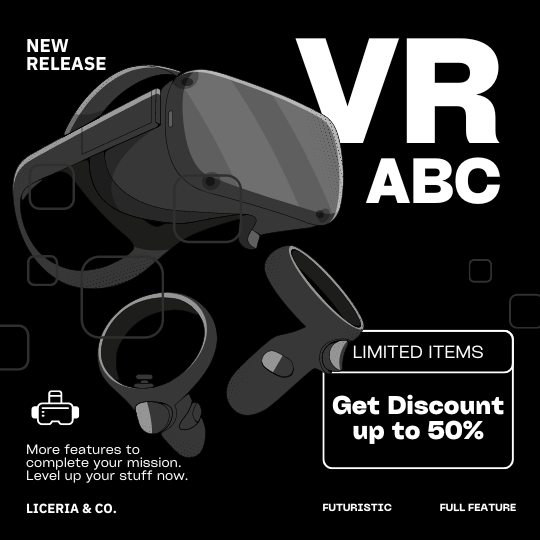 NEW
RELEASE
VR
ABC
LIMITED ITEMS
Get Discount
up to 50%
More features to
complete your mission.
Level up your stuff now.
LICERIA & CO.
FUTURISTIC
FULL FEATURE